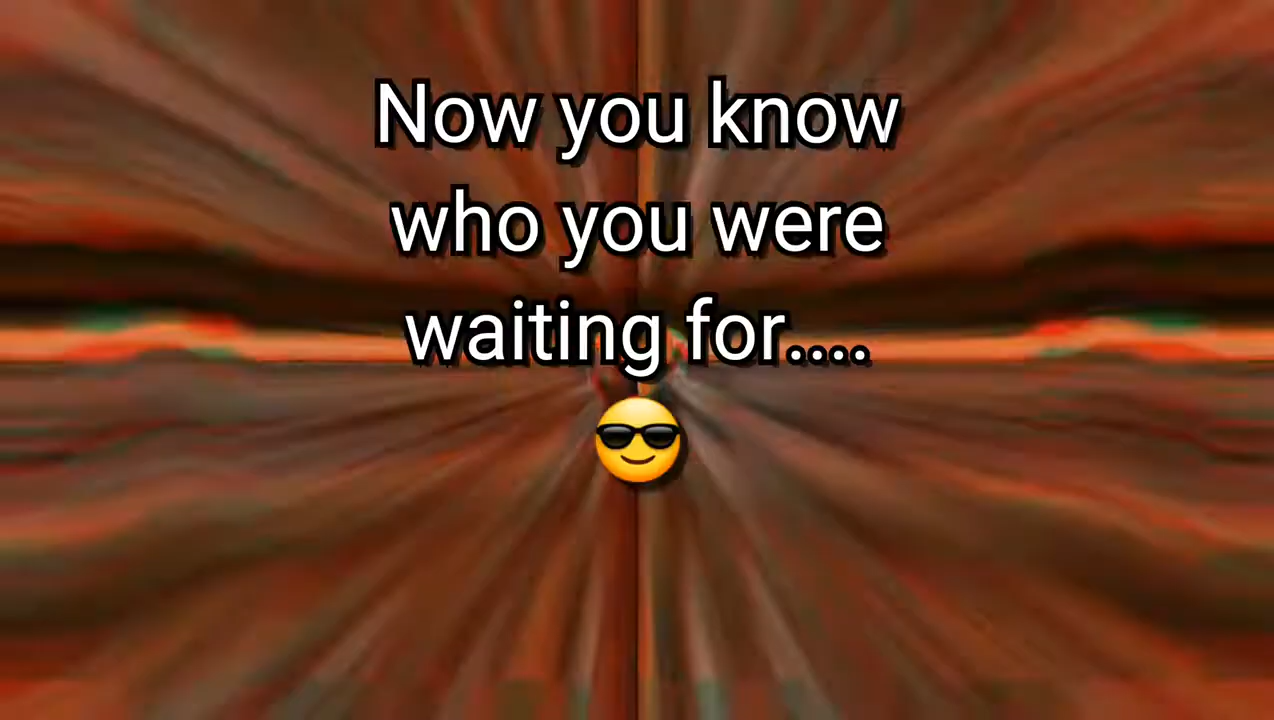 Now you know
who you were
waiting for....
😎